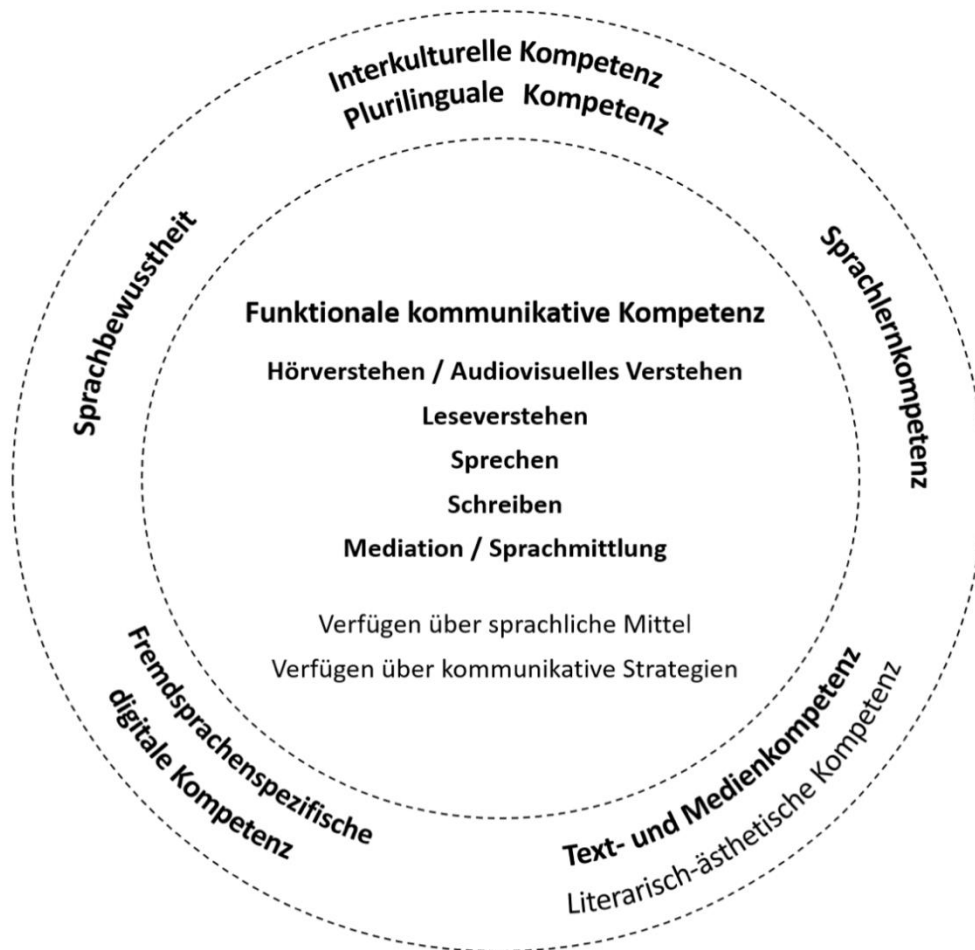 Interkulturelle Kompetenz
Plurilinguale Kompetenz
Sprachbewusstheit
Sprachlernkompetenz
Funktionale kommunikative Kompetenz
Hörverstehen / Audiovisuelles Verstehen
Leseverstehen
Sprechen
Schreiben
Mediation / Sprachmittlung
Verfügen über sprachliche Mittel
Verfügen über kommunikative Strategien
Fremdsprachenspezifische
digitale Kompetenz
Text- und Medienkompetenz
Literarisch-ästhetische Kompetenz